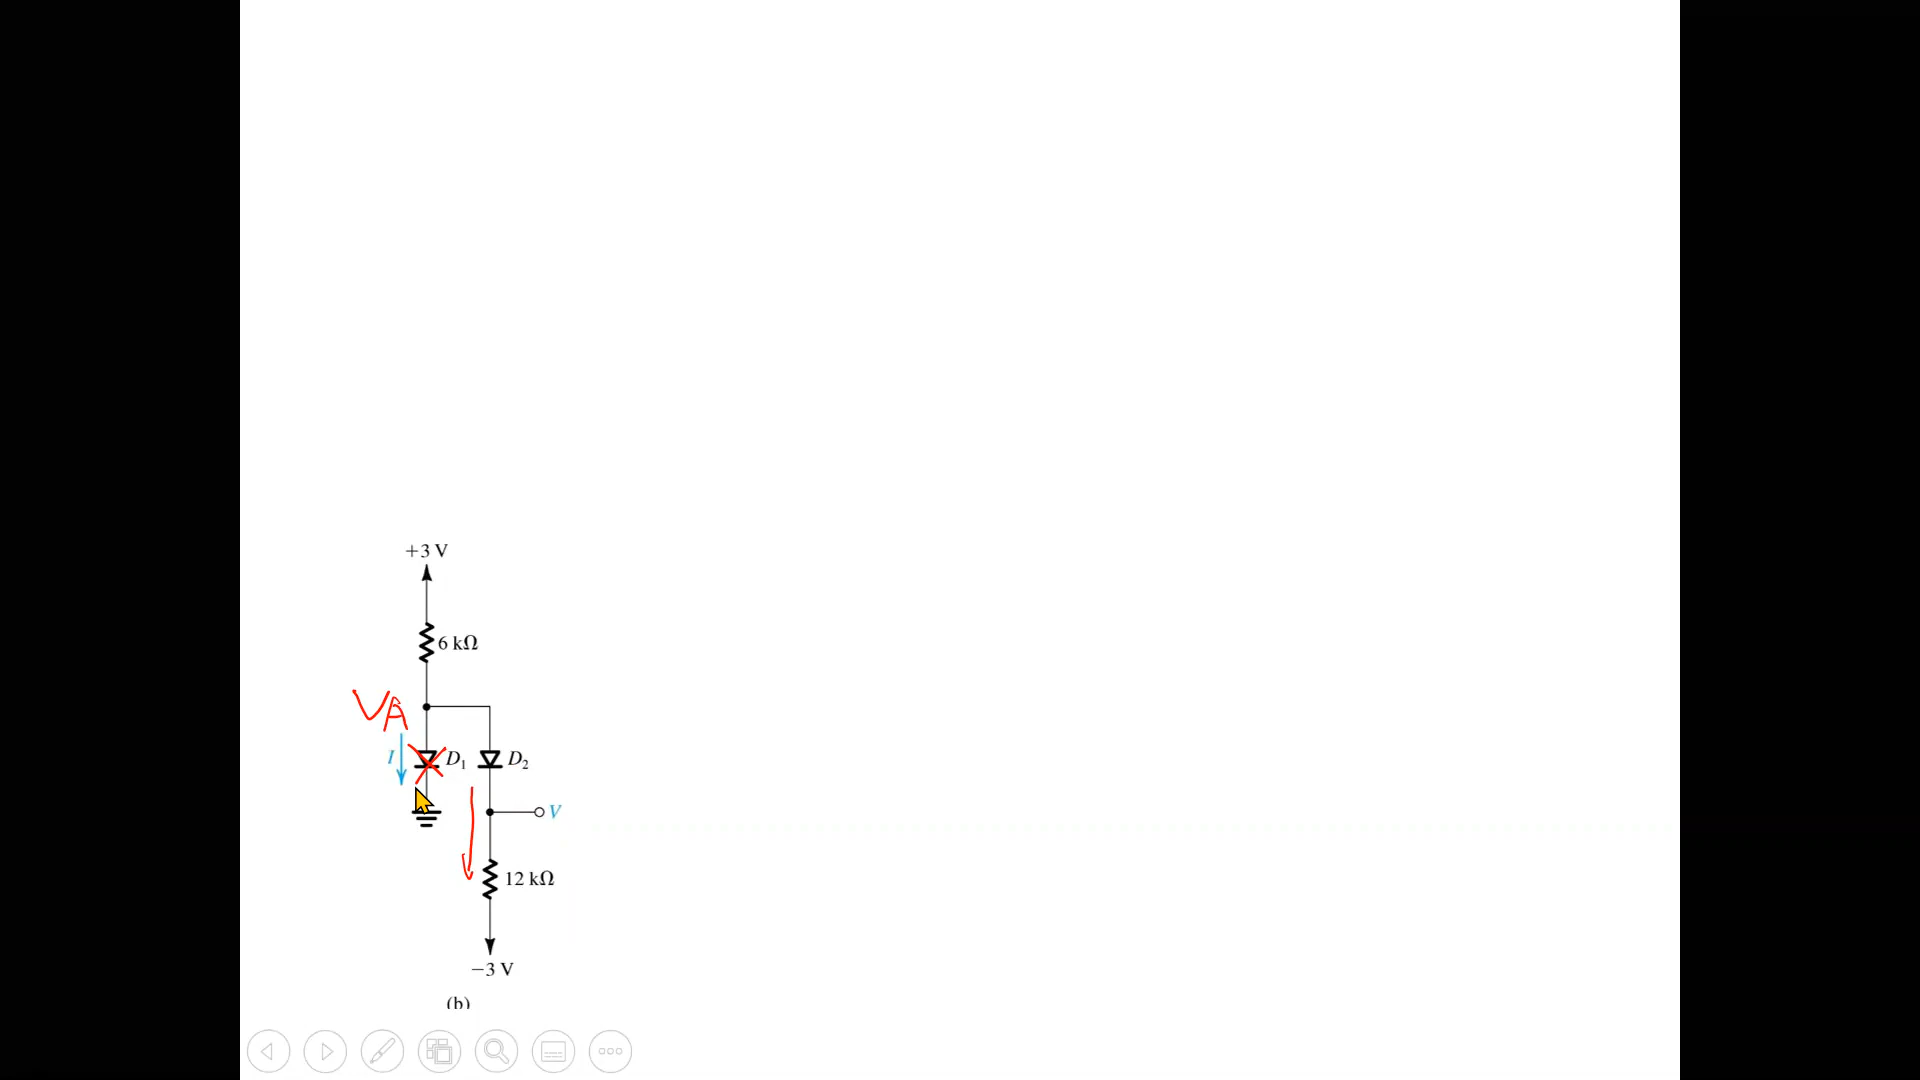 +3 V
6 kΩ
VA
I
D₁
D₂
V
12 kΩ
−3 V
(b)